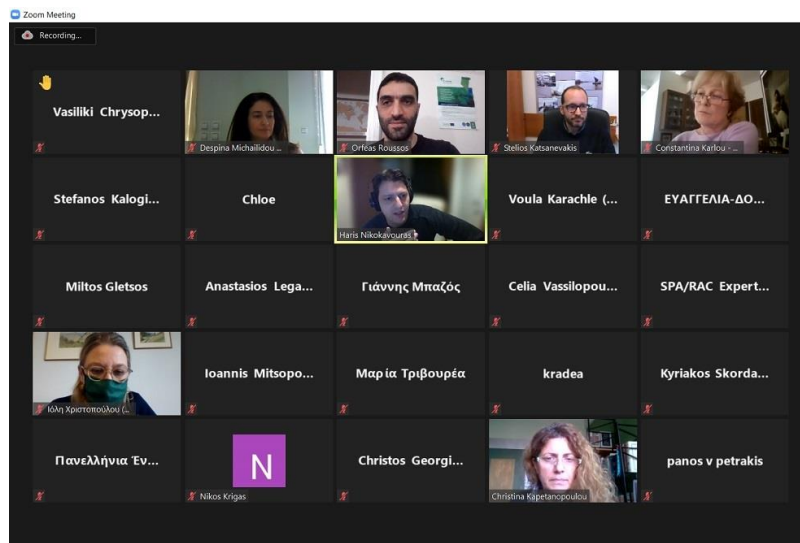 Zoom Meeting
Recording...
Vasiliki Chrysop...
Despina Michailidou ...
Orfeas Roussos
Stelios Katsanevakis
Constantina Karlou - ...
Stefanos Kalogi...
Chloe
Haris Nikokavouras
Voula Karachle (...
ΕΥΑΓΓΕΛΙΑ-ΔΟ...
Miltos Gletsos
Anastasios Lega...
Γιάννης Μπαζός
Celia Vassilopou...
SPA/RAC Expert...
Ιόλη Χριστοπούλου (...
Ioannis Mitsopo...
Μαρία Τριβουρέα
kradea
Kyriakos Skorda...
Πανελλήνια Έν...
N
Nikos Krigas
Christos Georgi...
Christina Kapetanopoulou
panos v petrakis